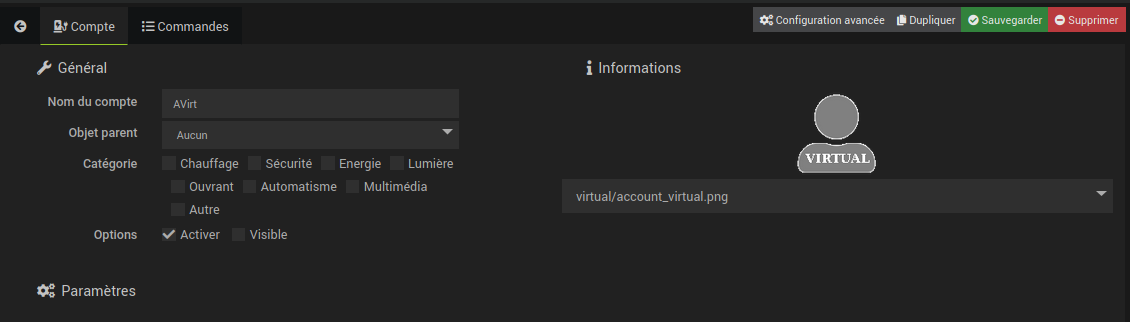 Compte Commandes Configuration avancée Dupliquer Sauvegarder Supprimer
Général Informations
Nom du compte AVirt
Objet parent Aucun
Catégorie Chauffage Sécurité Energie Lumière
VIRTUAL
Ouvrant Automatisme Multimédia
virtual/account_virtual.png
Autre
Options Activer Visible
Paramètres